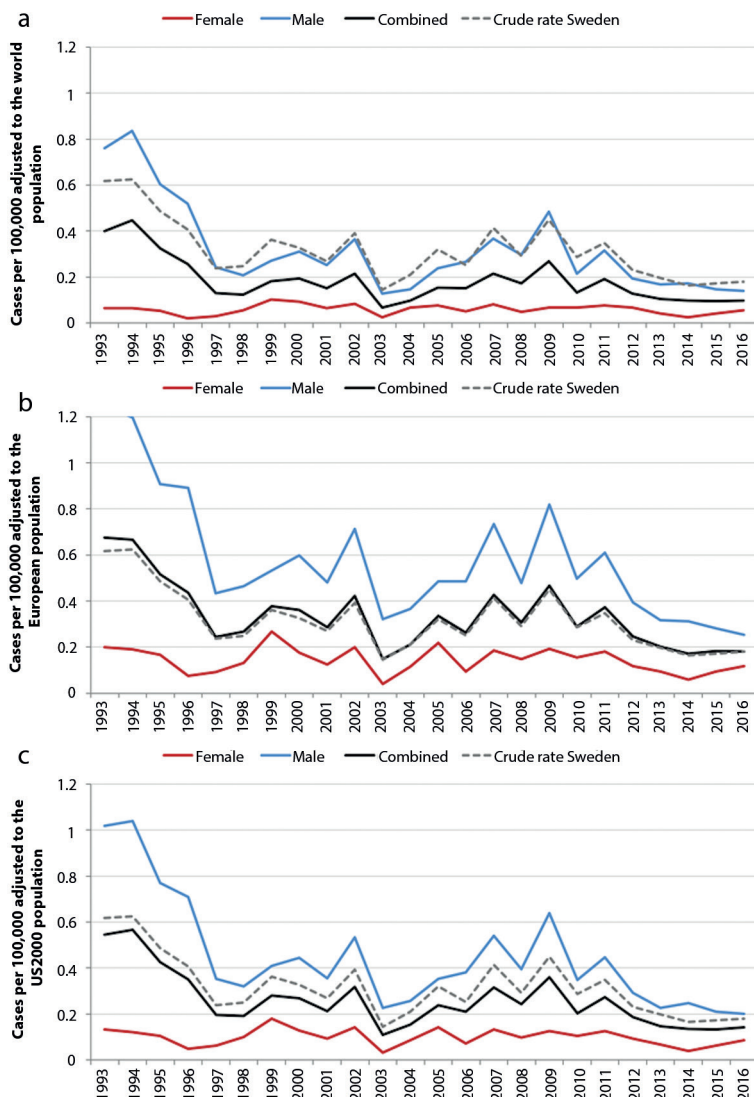 a
Female Male Combined Crude rate Sweden
Cases per 100,000 adjusted to the world
population
1.2
1
0.8
0.6
0.4
0.2
0
1993 1994 1995 1996 1997 1998 1999 2000 2001 2002 2003 2004 2005 2006 2007 2008 2009 2010 2011 2012 2013 2014 2015 2016
b
Female Male Combined Crude rate Sweden
Cases per 100,000 adjusted to the
European population
1.2
1
0.8
0.6
0.4
0.2
0
1993 1994 1995 1996 1997 1998 1999 2000 2001 2002 2003 2004 2005 2006 2007 2008 2009 2010 2011 2012 2013 2014 2015 2016
c
Female Male Combined Crude rate Sweden
Cases per 100,000 adjusted to the
US2000 population
1.2
1
0.8
0.6
0.4
0.2
0
1993 1994 1995 1996 1997 1998 1999 2000 2001 2002 2003 2004 2005 2006 2007 2008 2009 2010 2011 2012 2013 2014 2015 2016